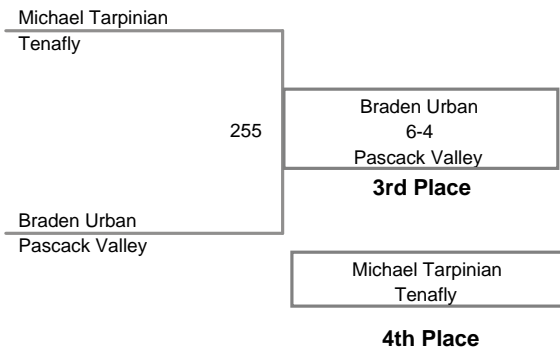 Michael Tarpinian
Tenafly
255
Braden Urban
6-4
Pascack Valley
3rd Place
Braden Urban
Pascack Valley
Michael Tarpinian
Tenafly
4th Place